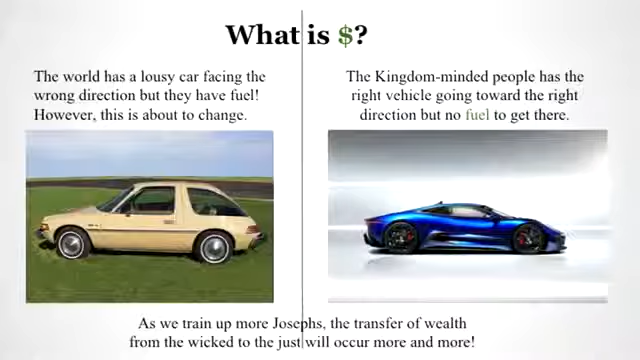 What is $?
The world has a lousy car facing the
wrong direction but they have fuel!
However, this is about to change.
The Kingdom-minded people has the
right vehicle going toward the right
direction but no fuel to get there.
As we train up more Josephs, the transfer of wealth
from the wicked to the just will occur more and more!